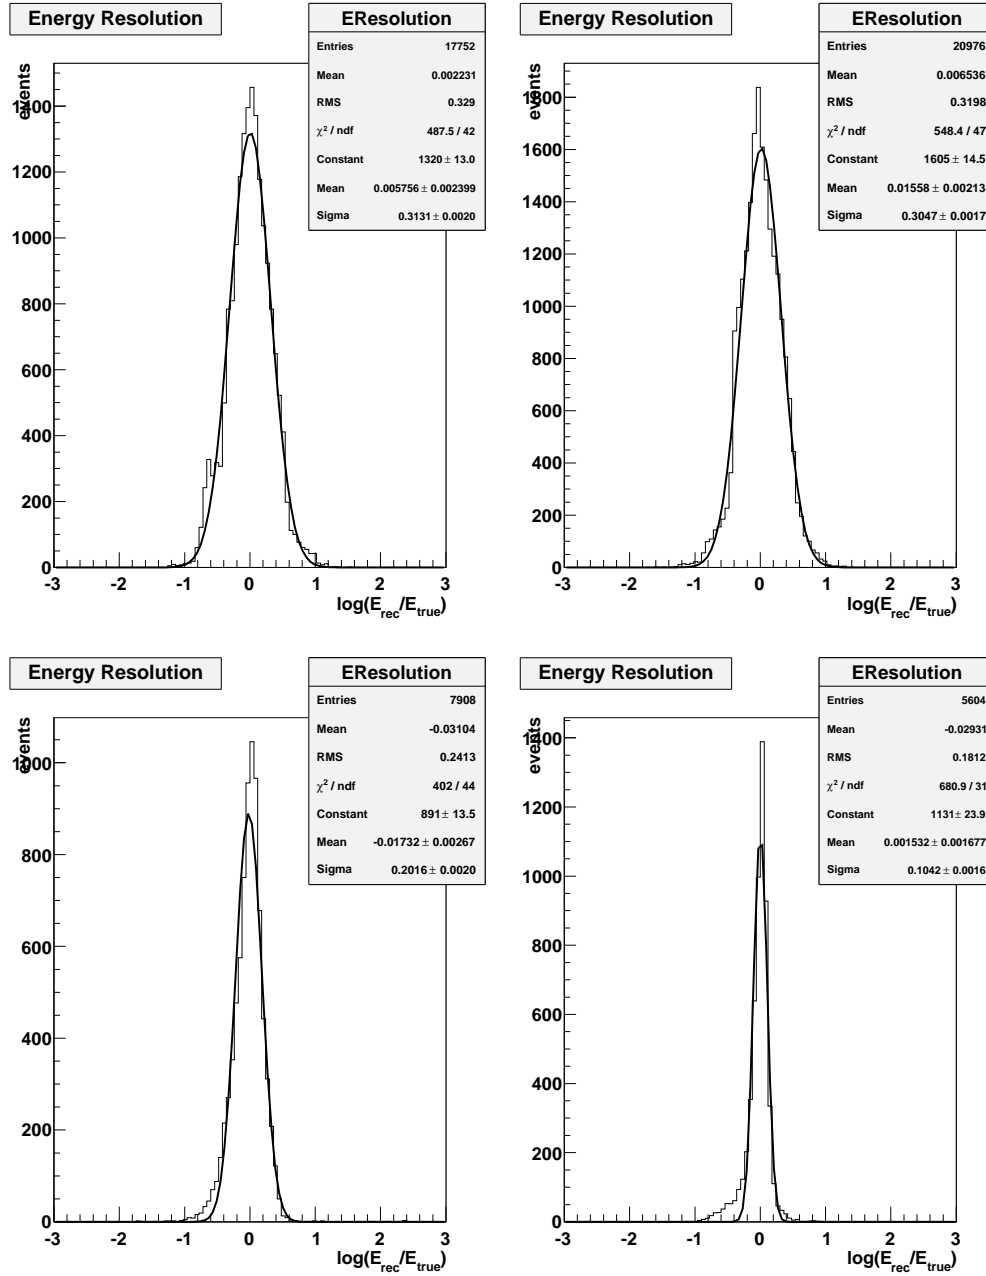 Energy Resolution
EResolution
Entries 17752
Mean 0.002231
RMS 0.329
χ² / ndf 487.5 / 42
Constant 1320 ± 13.0
Mean 0.005756 ± 0.002399
Sigma 0.3131 ± 0.0020
events
1400
1200
1000
800
600
400
200
0
-3 -2 -1 0 1 2 3
log(E_rec/E_true)
Energy Resolution
EResolution
Entries 20976
Mean 0.006536
RMS 0.3198
χ² / ndf 548.4 / 47
Constant 1605 ± 14.5
Mean 0.01558 ± 0.00213
Sigma 0.3047 ± 0.0017
events
1800
1600
1400
1200
1000
800
600
400
200
0
-3 -2 -1 0 1 2 3
log(E_rec/E_true)
Energy Resolution
EResolution
Entries 7908
Mean -0.03104
RMS 0.2413
χ² / ndf 402 / 44
Constant 891 ± 13.5
Mean -0.01732 ± 0.00267
Sigma 0.2016 ± 0.0020
events
1000
800
600
400
200
0
-3 -2 -1 0 1 2 3
log(E_rec/E_true)
Energy Resolution
EResolution
Entries 5604
Mean -0.02931
RMS 0.1812
χ² / ndf 680.9 / 31
Constant 1131 ± 23.9
Mean 0.001532 ± 0.001677
Sigma 0.1042 ± 0.0016
events
1400
1200
1000
800
600
400
200
0
-3 -2 -1 0 1 2 3
log(E_rec/E_true)